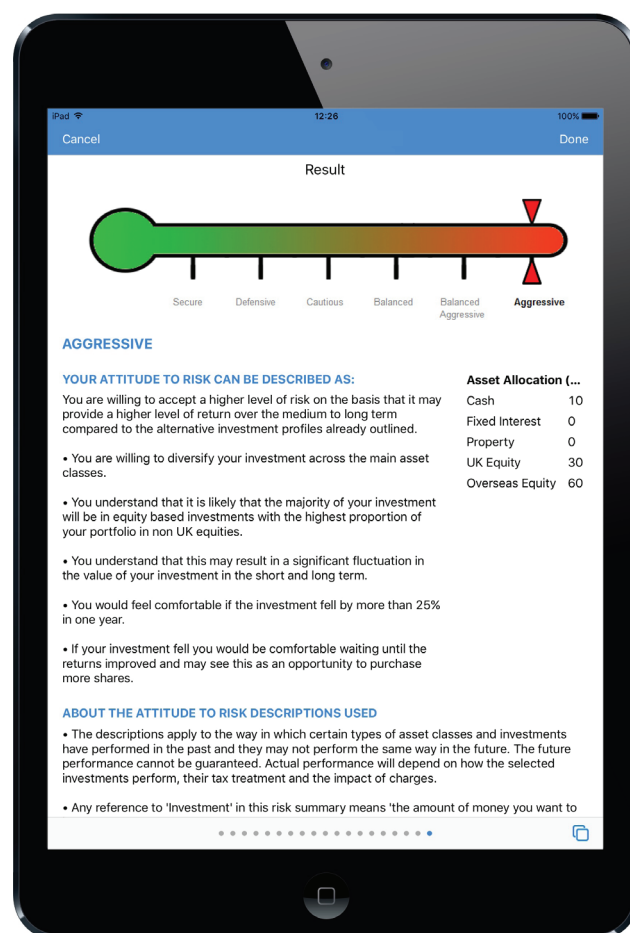 iPad 12:26 100%
Cancel Done
Result
Secure Defensive Cautious Balanced Balanced Aggressive Aggressive
AGGRESSIVE
YOUR ATTITUDE TO RISK CAN BE DESCRIBED AS:
You are willing to accept a higher level of risk on the basis that it may
provide a higher level of return over the medium to long term
compared to the alternative investment profiles already outlined.
• You are willing to diversify your investment across the main asset
classes.
• You understand that it is likely that the majority of your investment
will be in equity based investments with the highest proportion of
your portfolio in non UK equities.
• You understand that this may result in a significant fluctuation in
the value of your investment in the short and long term.
• You would feel comfortable if the investment fell by more than 25%
in one year.
• If your investment fell you would be comfortable waiting until the
returns improved and may see this as an opportunity to purchase
more shares.
Asset Allocation (...
Cash 10
Fixed Interest 0
Property 0
UK Equity 30
Overseas Equity 60
ABOUT THE ATTITUDE TO RISK DESCRIPTIONS USED
• The descriptions apply to the way in which certain types of asset classes and investments
have performed in the past and they may not perform the same way in the future. The future
performance cannot be guaranteed. Actual performance will depend on how the selected
investments perform, their tax treatment and the impact of charges.
• Any reference to 'Investment' in this risk summary means 'the amount of money you want to